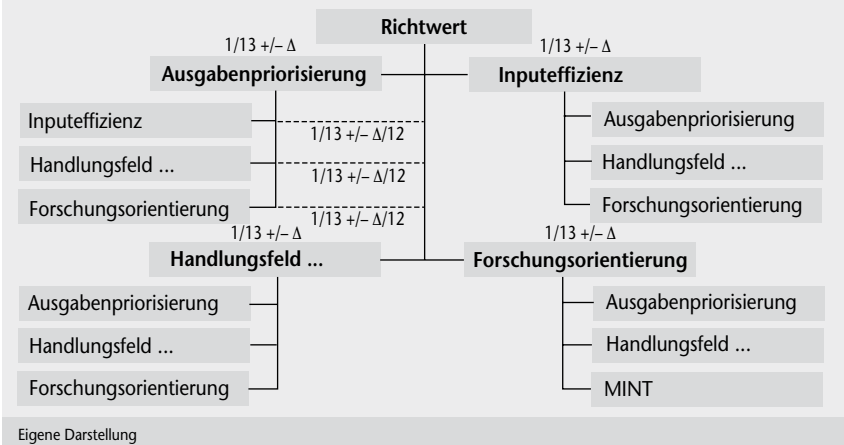 Richtwert
1/13 +/– Δ
1/13 +/– Δ
Ausgabenpriorisierung
Inputeffizienz
Inputeffizienz
1/13 +/– Δ/12
Handlungsfeld ...
1/13 +/– Δ/12
Forschungsorientierung
1/13 +/– Δ/12
Ausgabenpriorisierung
Handlungsfeld ...
Forschungsorientierung
1/13 +/– Δ
1/13 +/– Δ
Handlungsfeld ...
Forschungsorientierung
Ausgabenpriorisierung
Handlungsfeld ...
Forschungsorientierung
Ausgabenpriorisierung
Handlungsfeld ...
MINT
Eigene Darstellung